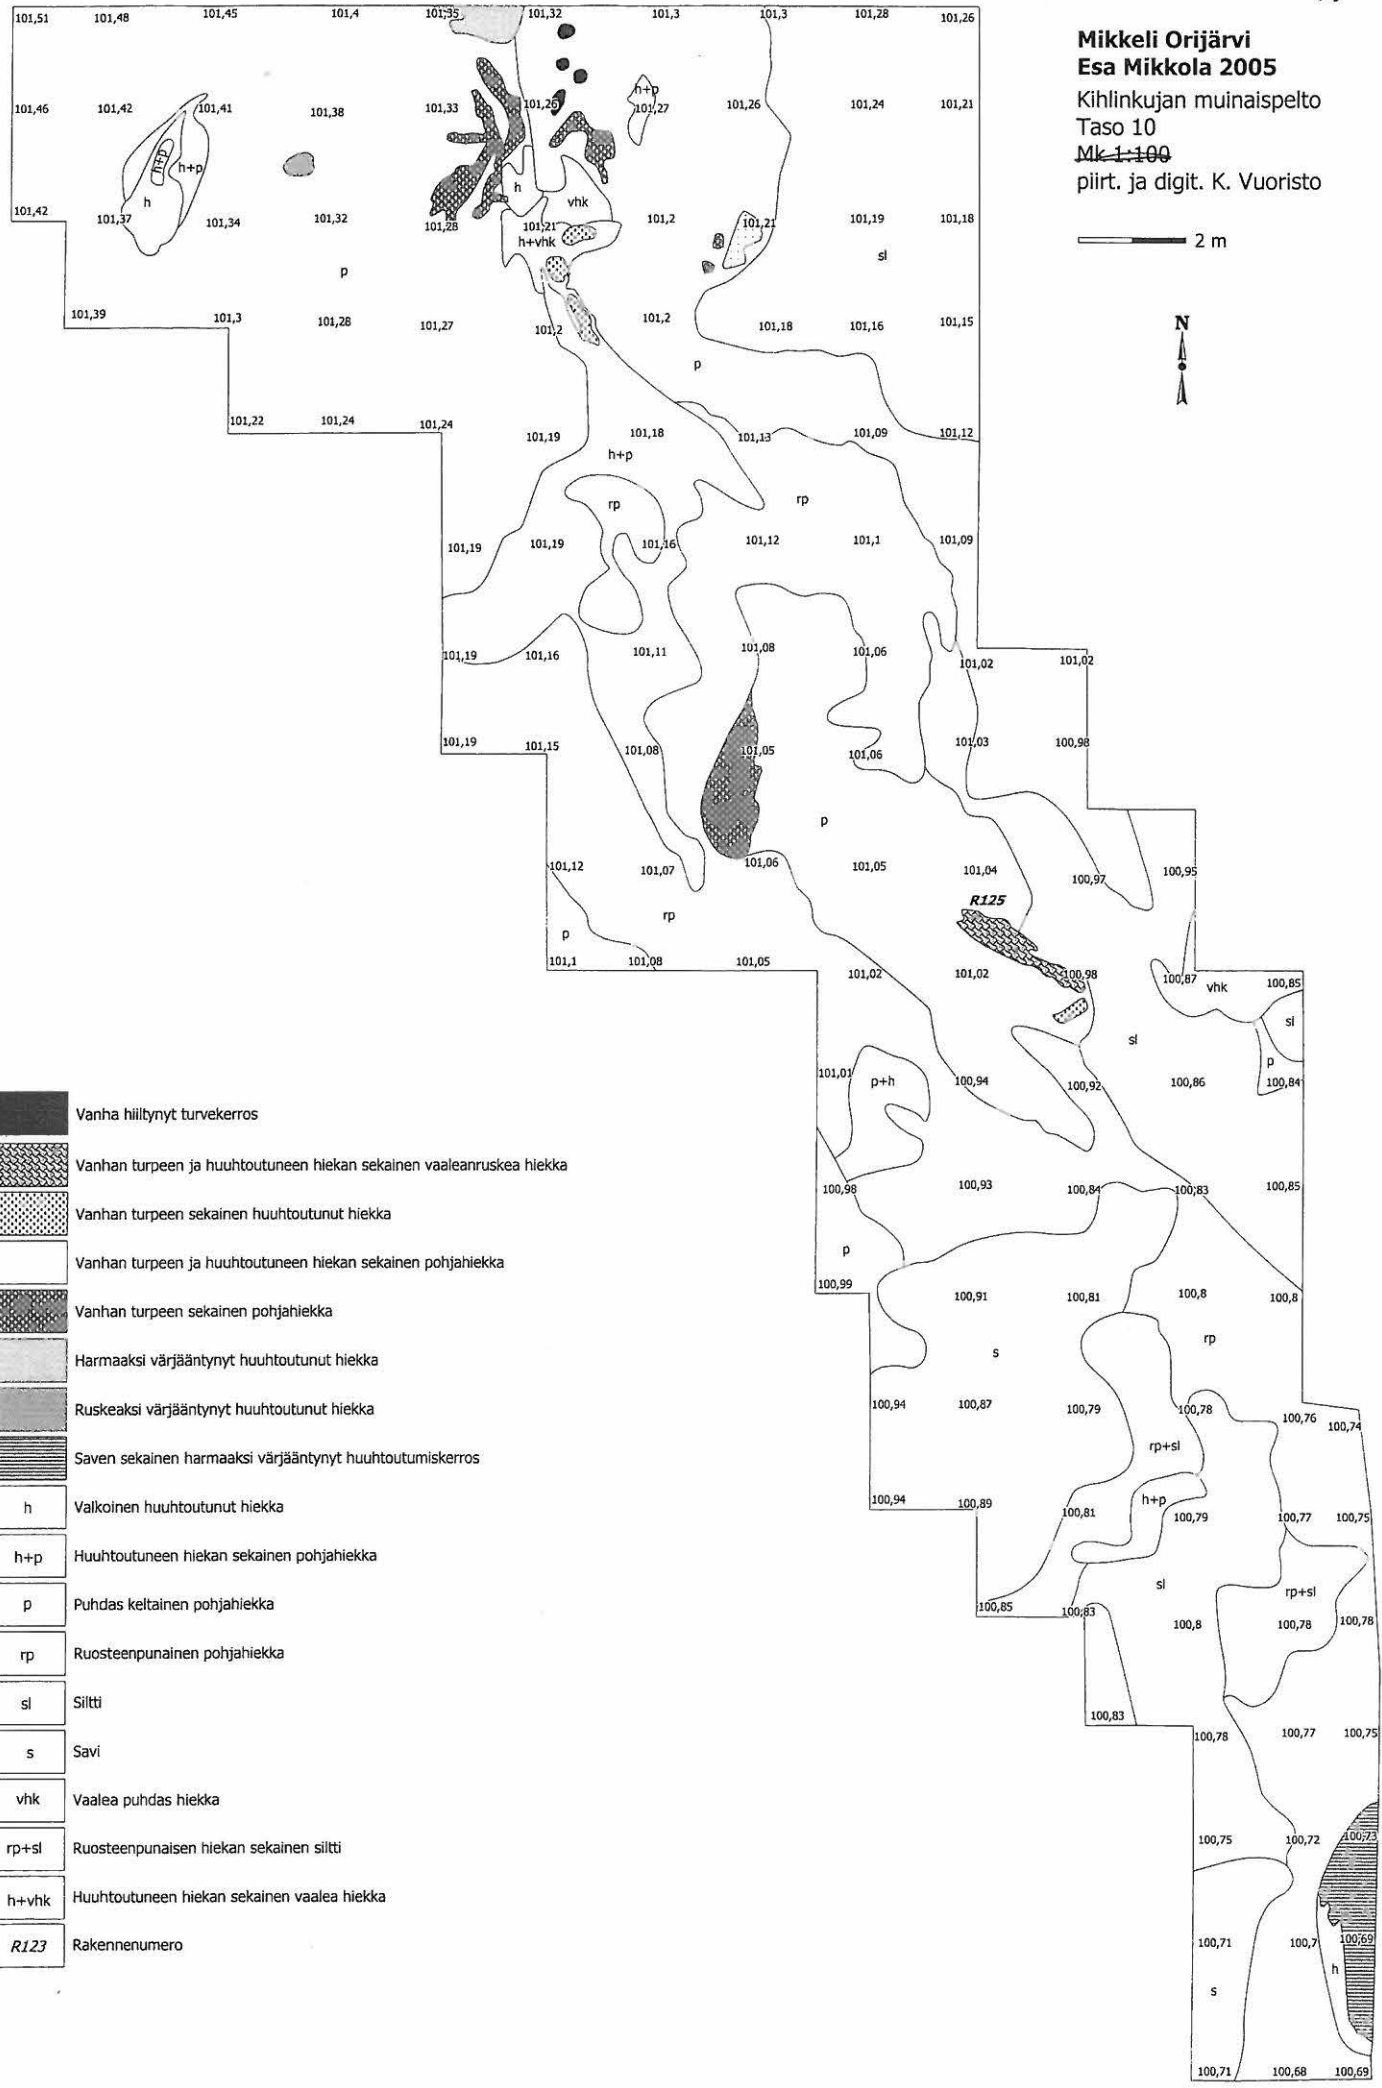 101,51 101,48 101,45 101,4 101,35 101,32 101,3 101,3 101,28 101,26
Mikkeli Orijärvi
Esa Mikkola 2005
Kihlinkujan muinaispelto
Taso 10
Mk 1:100
piirt. ja digit. K. Vuoristo
2 m
N
h+p
101,46 101,42 101,41 101,38 101,33 101,26 101,27 101,26 101,24 101,21
h+p h+p
h h vhk
101,42 101,37 101,34 101,32 101,28 101,21 101,2 101,21 101,19 101,18
h+vhk
p sl
101,39 101,3 101,28 101,27 101,2 101,2 101,18 101,16 101,15
p
101,22 101,24 101,24 101,19 101,18 101,13 101,09 101,12
h+p
rp rp
101,19 101,19 101,16 101,12 101,1 101,09
101,19 101,16 101,11 101,08 101,06 101,02 101,02
101,19 101,15 101,08 101,05 101,06 101,03 100,98
p
101,12 101,07 101,06 101,05 101,04 100,97 100,95
R125
rp
p
101,1 101,08 101,05 101,02 101,02 100,98 100,87 100,85
vhk
sl
sl
p
101,01 p+h 100,94 100,92 100,86 100,84
100,98 100,93 100,84 100,83 100,85
p
100,99 100,91 100,81 100,8 100,8
rp
s
100,94 100,87 100,79 100,78 100,76 100,74
rp+sl
h+p
100,94 100,89 100,81 100,79 100,77 100,75
sl rp+sl
100,85 100,83 100,8 100,78 100,78
100,83 100,78 100,77 100,75
100,75 100,72 100,73
100,71 100,7 100,69
h
s
100,71 100,68 100,69
Vanha hiiltynyt turvekerros
Vanhan turpeen ja huuhtoutuneen hiekan sekainen vaaleanruskea hiekka
Vanhan turpeen sekainen huuhtoutunut hiekka
Vanhan turpeen ja huuhtoutuneen hiekan sekainen pohjahiekka
Vanhan turpeen sekainen pohjahiekka
Harmaaksi värjääntynyt huuhtoutunut hiekka
Ruskeaksi värjääntynyt huuhtoutunut hiekka
Saven sekainen harmaaksi värjääntynyt huuhtoutumiskerros
h Valkoinen huuhtoutunut hiekka
h+p Huuhtoutuneen hiekan sekainen pohjahiekka
p Puhdas keltainen pohjahiekka
rp Ruosteenpunainen pohjahiekka
sl Siltti
s Savi
vhk Vaalea puhdas hiekka
rp+sl Ruosteenpunaisen hiekan sekainen siltti
h+vhk Huuhtoutuneen hiekan sekainen vaalea hiekka
R123 Rakennenumero